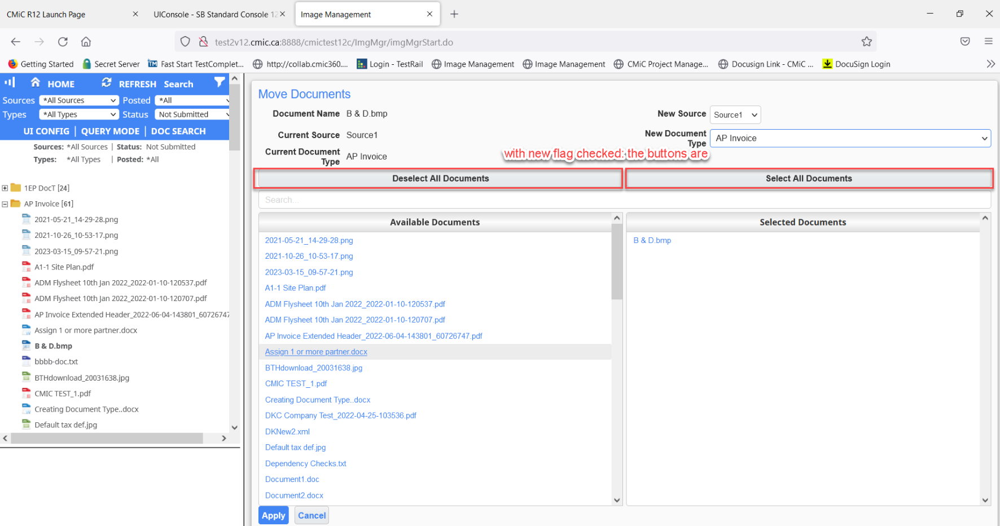 CMiC R12 Launch Page
UIConsole - SB Standard Console 12
Image Management
test2v12.cmic.ca:8888/cmictest12c/ImgMgr/imgMgrStart.do
Getting Started
Secret Server
TM Fast Start TestComplet...
http://collab.cmic360....
Login - TestRail
Image Management
Image Management
CMiC Project Manage...
Docusign Link - CMiC ...
DocuSign Login
HOME REFRESH Search
Sources *All Sources Posted *All
Types *All Types Status Not Submitted
UI CONFIG | QUERY MODE | DOC SEARCH
Sources: *All Sources | Status: Not Submitted
Types: *All Types | Posted: *All
1EP DocT [24]
AP Invoice [61]
2021-05-21_14-29-28.png
2021-10-26_10-53-17.png
2023-03-15_09-57-21.png
A1-1 Site Plan.pdf
ADM Flysheet 10th Jan 2022_2022-01-10-120537.pdf
ADM Flysheet 10th Jan 2022_2022-01-10-120707.pdf
AP Invoice Extended Header_2022-06-04-143801_60726747
Assign 1 or more partner.docx
B & D.bmp
bbbb-doc.txt
BTHdownload_20031638.jpg
CMIC TEST_1.pdf
Creating Document Type..docx
Default tax def.jpg
Move Documents
Document Name B & D.bmp
New Source Source1
Current Source Source1
New Document Type AP Invoice
Current Document Type AP Invoice
with new flag checked: the buttons are
Deselect All Documents
Select All Documents
Search...
Available Documents
2021-05-21_14-29-28.png
2021-10-26_10-53-17.png
2023-03-15_09-57-21.png
A1-1 Site Plan.pdf
ADM Flysheet 10th Jan 2022_2022-01-10-120537.pdf
ADM Flysheet 10th Jan 2022_2022-01-10-120707.pdf
AP Invoice Extended Header_2022-06-04-143801_60726747.pdf
Assign 1 or more partner.docx
BTHdownload_20031638.jpg
CMIC TEST_1.pdf
Creating Document Type..docx
DKC Company Test_2022-04-25-103536.pdf
DKNew2.xml
Default tax def.jpg
Dependency Checks.txt
Document1.doc
Document2.docx
Selected Documents
B & D.bmp
Apply
Cancel